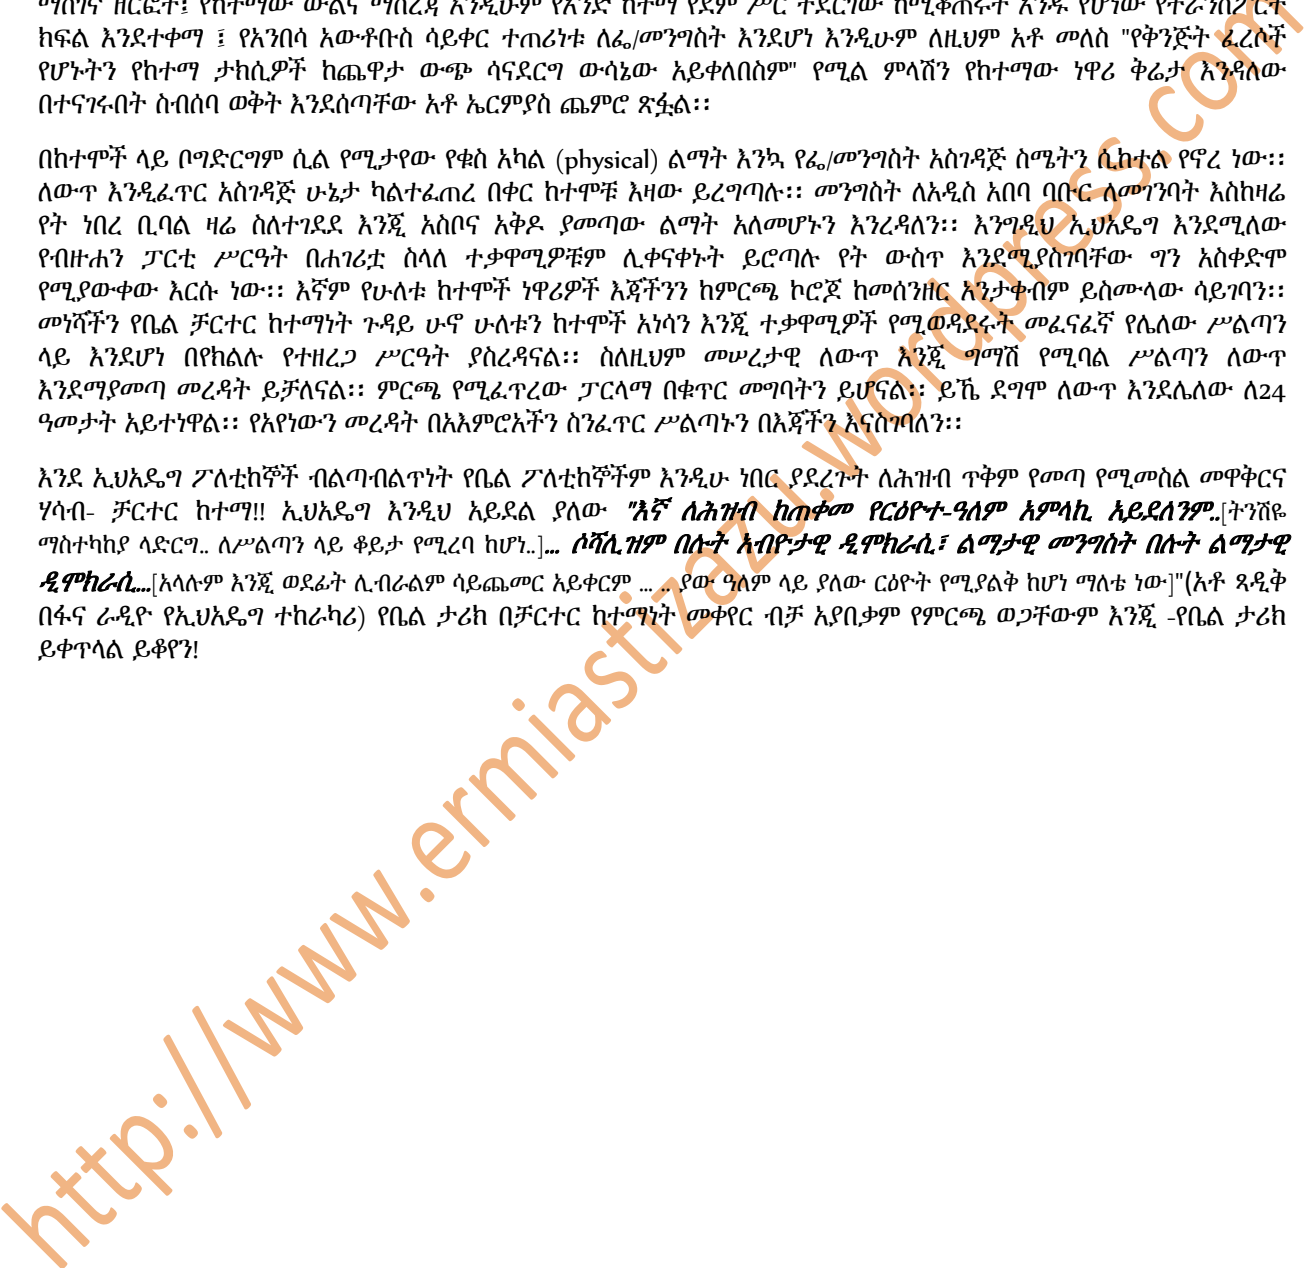 ማስገና ዘርፎት፤ የከተማው ውልና ማስረዳ እንዲሁም የአንድ ከተማ የደም ሥር ተደርገው ከሚቆጠሩት አንዱ የሆነው የትራንስፖርት
ክፍል እንደተቀማ ፤ የአንበሳ አውቶቡስ ሳይቀር ተጠሪነቱ ለፌ/መንግስት እንደሆነ እንዲሁም ለዚህም አቶ መለስ "የቅንጅት ፈረሶች
የሆኑትን የከተማ ታክሲዎች ከጨዋታ ውጭ ሳናደርግ ውሳኔው አይቀለበስም" የሚል ምላሽን የከተማው ነዋሪ ቅሬታ እንዳለው
በተናገሩበት ስብሰባ ወቅት እንደሰጣቸው አቶ ኤርምያስ ጨምሮ ጽፏል፡፡
በከተሞች ላይ ቦግድርግም ሲል የሚታየው የቁስ አካል (physical) ልማት እንኳ የፌ/መንግስት አስገዳጅ ስሜትን ሲከተል የኖረ ነው፡፡
ለውጥ እንዲፈጥር አስገዳጅ ሁኔታ ካልተፈጠረ በቀር ከተሞቹ እዛው ይረግጣሉ፡፡ መንግስት ለአዲስ አበባ ባቡር ለመገንባት እስከዛሬ
የት ነበረ ቢባል ዛሬ ስለተገደደ እንጂ አስቦና አቅዶ ያመጣው ልማት አለመሆኑን እንረዳለን፡፡ እንግዲህ ኢህአዴግ እንደሚለው
የብዙሐን ፓርቲ ሥርዓት በሐገሪቷ ስላለ ተቃዋሚዎቹም ሊቀናቀኑት ይሮጣሉ የት ውስጥ እንደሚያስገባቸው ግን አስቀድሞ
የሚያውቀው እርሱ ነው፡፡ እኛም የሁለቱ ከተሞች ነዋሪዎች እጃችንን ከምርጫ ኮሮጆ ከመሰንዘር አንታቀብም ይስሙላው ሳይገባን፡፡
መነሻችን የቤል ቻርተር ከተማነት ጉዳይ ሁኖ ሁለቱን ከተሞች አነሳን እንጂ ተቃዋሚዎች የሚወዳደሩት መፈናፈኛ የሌለው ሥልጣን
ላይ እንደሆነ በየክልሉ የተዘረጋ ሥርዓት ያስረዳናል፡፡ ስለዚህም መሠረታዊ ለውጥ እንጂ ግማሽ የሚባል ሥልጣን ለውጥ
እንደማያመጣ መረዳት ይቻለናል፡፡ ምርጫ የሚፈጥረው ፓርላማ በቁጥር መግባትን ይሆናል፡፡ ይኼ ደግሞ ለውጥ እንደሌለው ለ24
ዓመታት አይተነዋል፡፡ የአየነውን መረዳት በአእምሮአችን ስንፈጥር ሥልጣኑን በእጃችን እናስገባለን፡፡
እንደ ኢህአዴግ ፖለቲከኞች ብልጣብልጥነት የቤል ፖለቲከኞችም እንዲሁ ነበር ያደረጉት ለሕዝብ ጥቅም የመጣ የሚመስል መዋቅርና
ሃሳብ- ቻርተር ከተማ!! ኢህአዴግ እንዲህ አይደል ያለው "እኛ ለሕዝብ ከጠቀመ የርዕዮተ-ዓለም አምላኪ አይደለንም..[ትንሽዬ
ማስተካከያ ላድርግ.. ለሥልጣን ላይ ቆይታ የሚረባ ከሆነ..]... ሶሻሊዝም በሉት አብዮታዊ ዲሞክራሲ፣ ልማታዊ መንግስት በሉት ልማታዊ
ዲሞክራሲ...[አላሉም እንጂ ወደፊት ሊብራልም ሳይጨመር አይቀርም ... .. ያው ዓለም ላይ ያለው ርዕዮት የሚያልቅ ከሆነ ማለቴ ነው]"(አቶ ጻዲቅ
በፋና ራዲዮ የኢህአዴግ ተከራካሪ) የቤል ታሪክ በቻርተር ከተማነት መቀየር ብቻ አያበቃም የምርጫ ወጋቸውም እንጂ -የቤል ታሪክ
ይቀጥላል ይቆየን!
http://www.ermiastizazu.wordpress.com